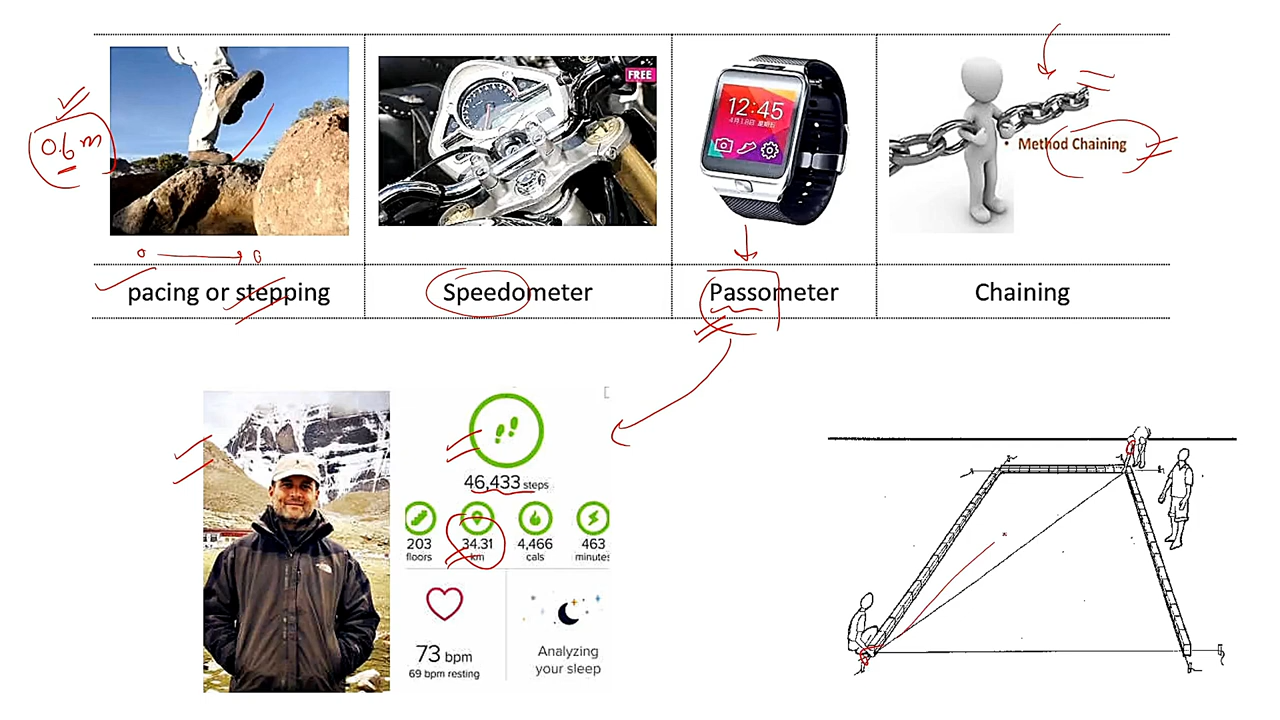 FREE
12:45
0.6 m
• Method Chaining
pacing or stepping
Speedometer
Passometer
Chaining
46,433 steps
203
floors
34.31
km
4,466
cals
463
minutes
73 bpm
69 bpm resting
Analyzing
your sleep